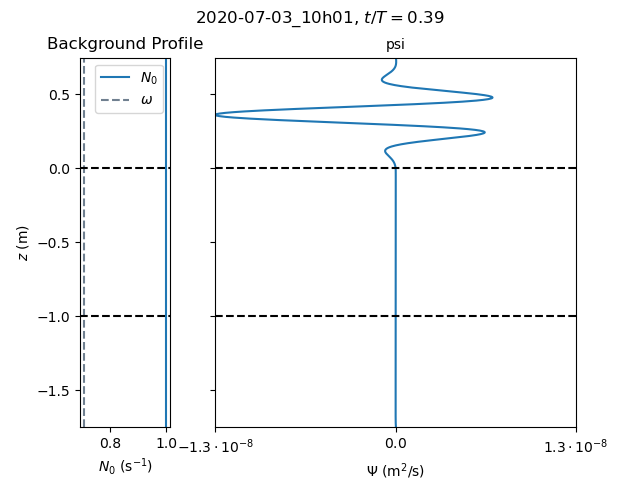 2020-07-03_10h01, t/T = 0.39
Background Profile
psi
N₀
ω
0.5
0.0
−0.5
−1.0
−1.5
z (m)
0.8
1.0
−1.3 · 10⁻⁸
0.0
1.3 · 10⁻⁸
N₀ (s⁻¹)
Ψ (m²/s)